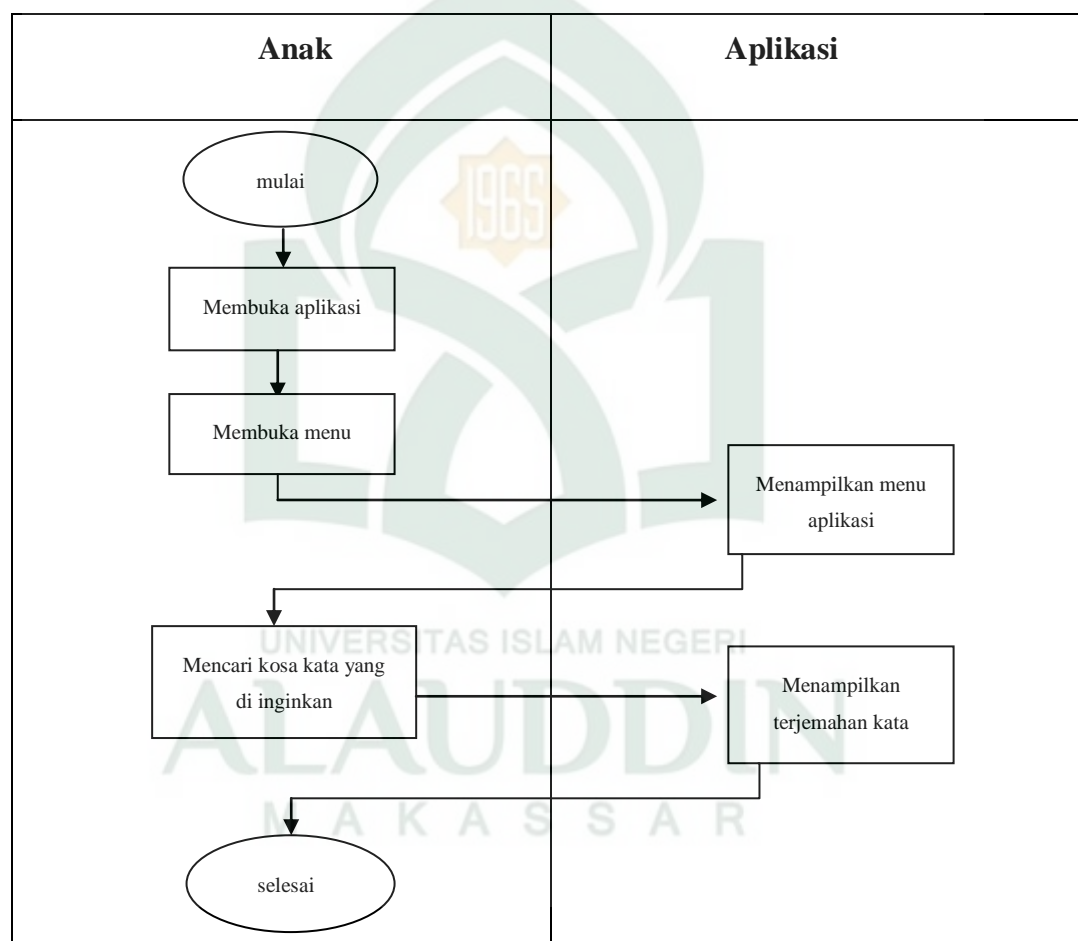 Anak
Aplikasi
mulai
Membuka aplikasi
Membuka menu
Menampilkan menu
aplikasi
Mencari kosa kata yang
di inginkan
Menampilkan
terjemahan kata
selesai
1965
UNIVERSITAS ISLAM NEGERI
ALAUDDIN
MAKASSAR